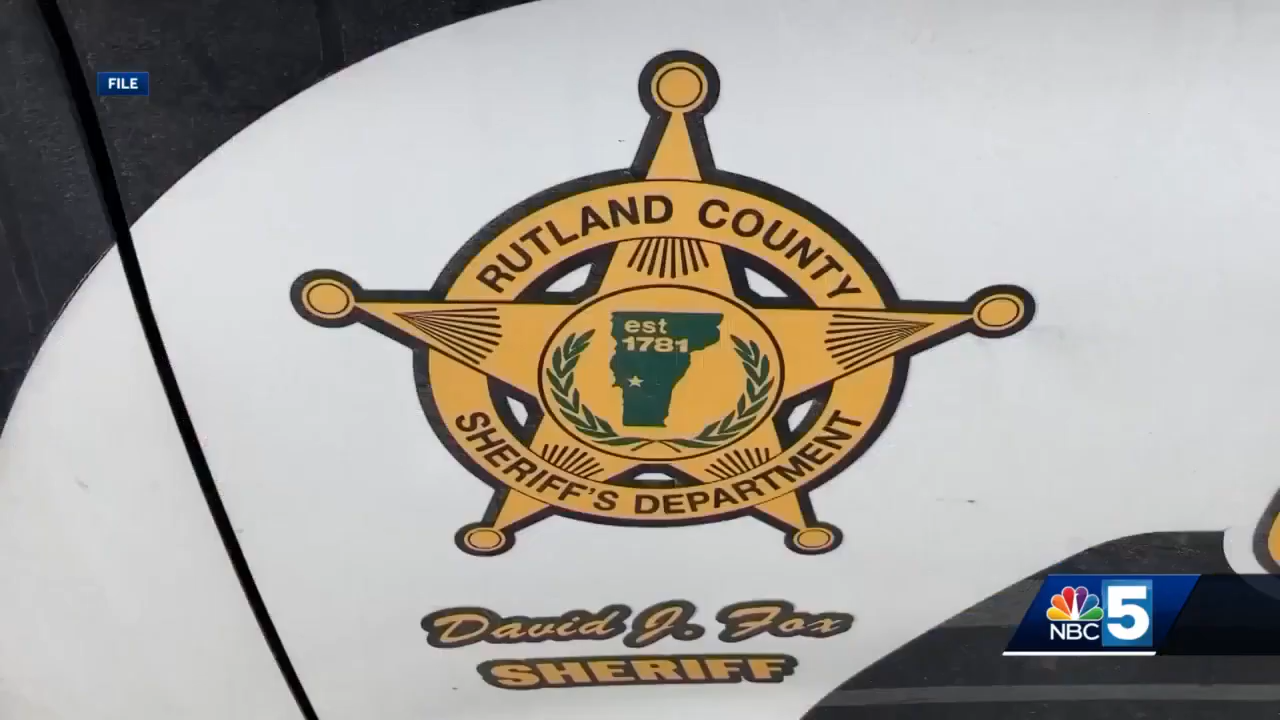 FILE
RUTLAND COUNTY
est
1781
SHERIFF'S DEPARTMENT
David J. Fox
SHERIFF
NBC 5